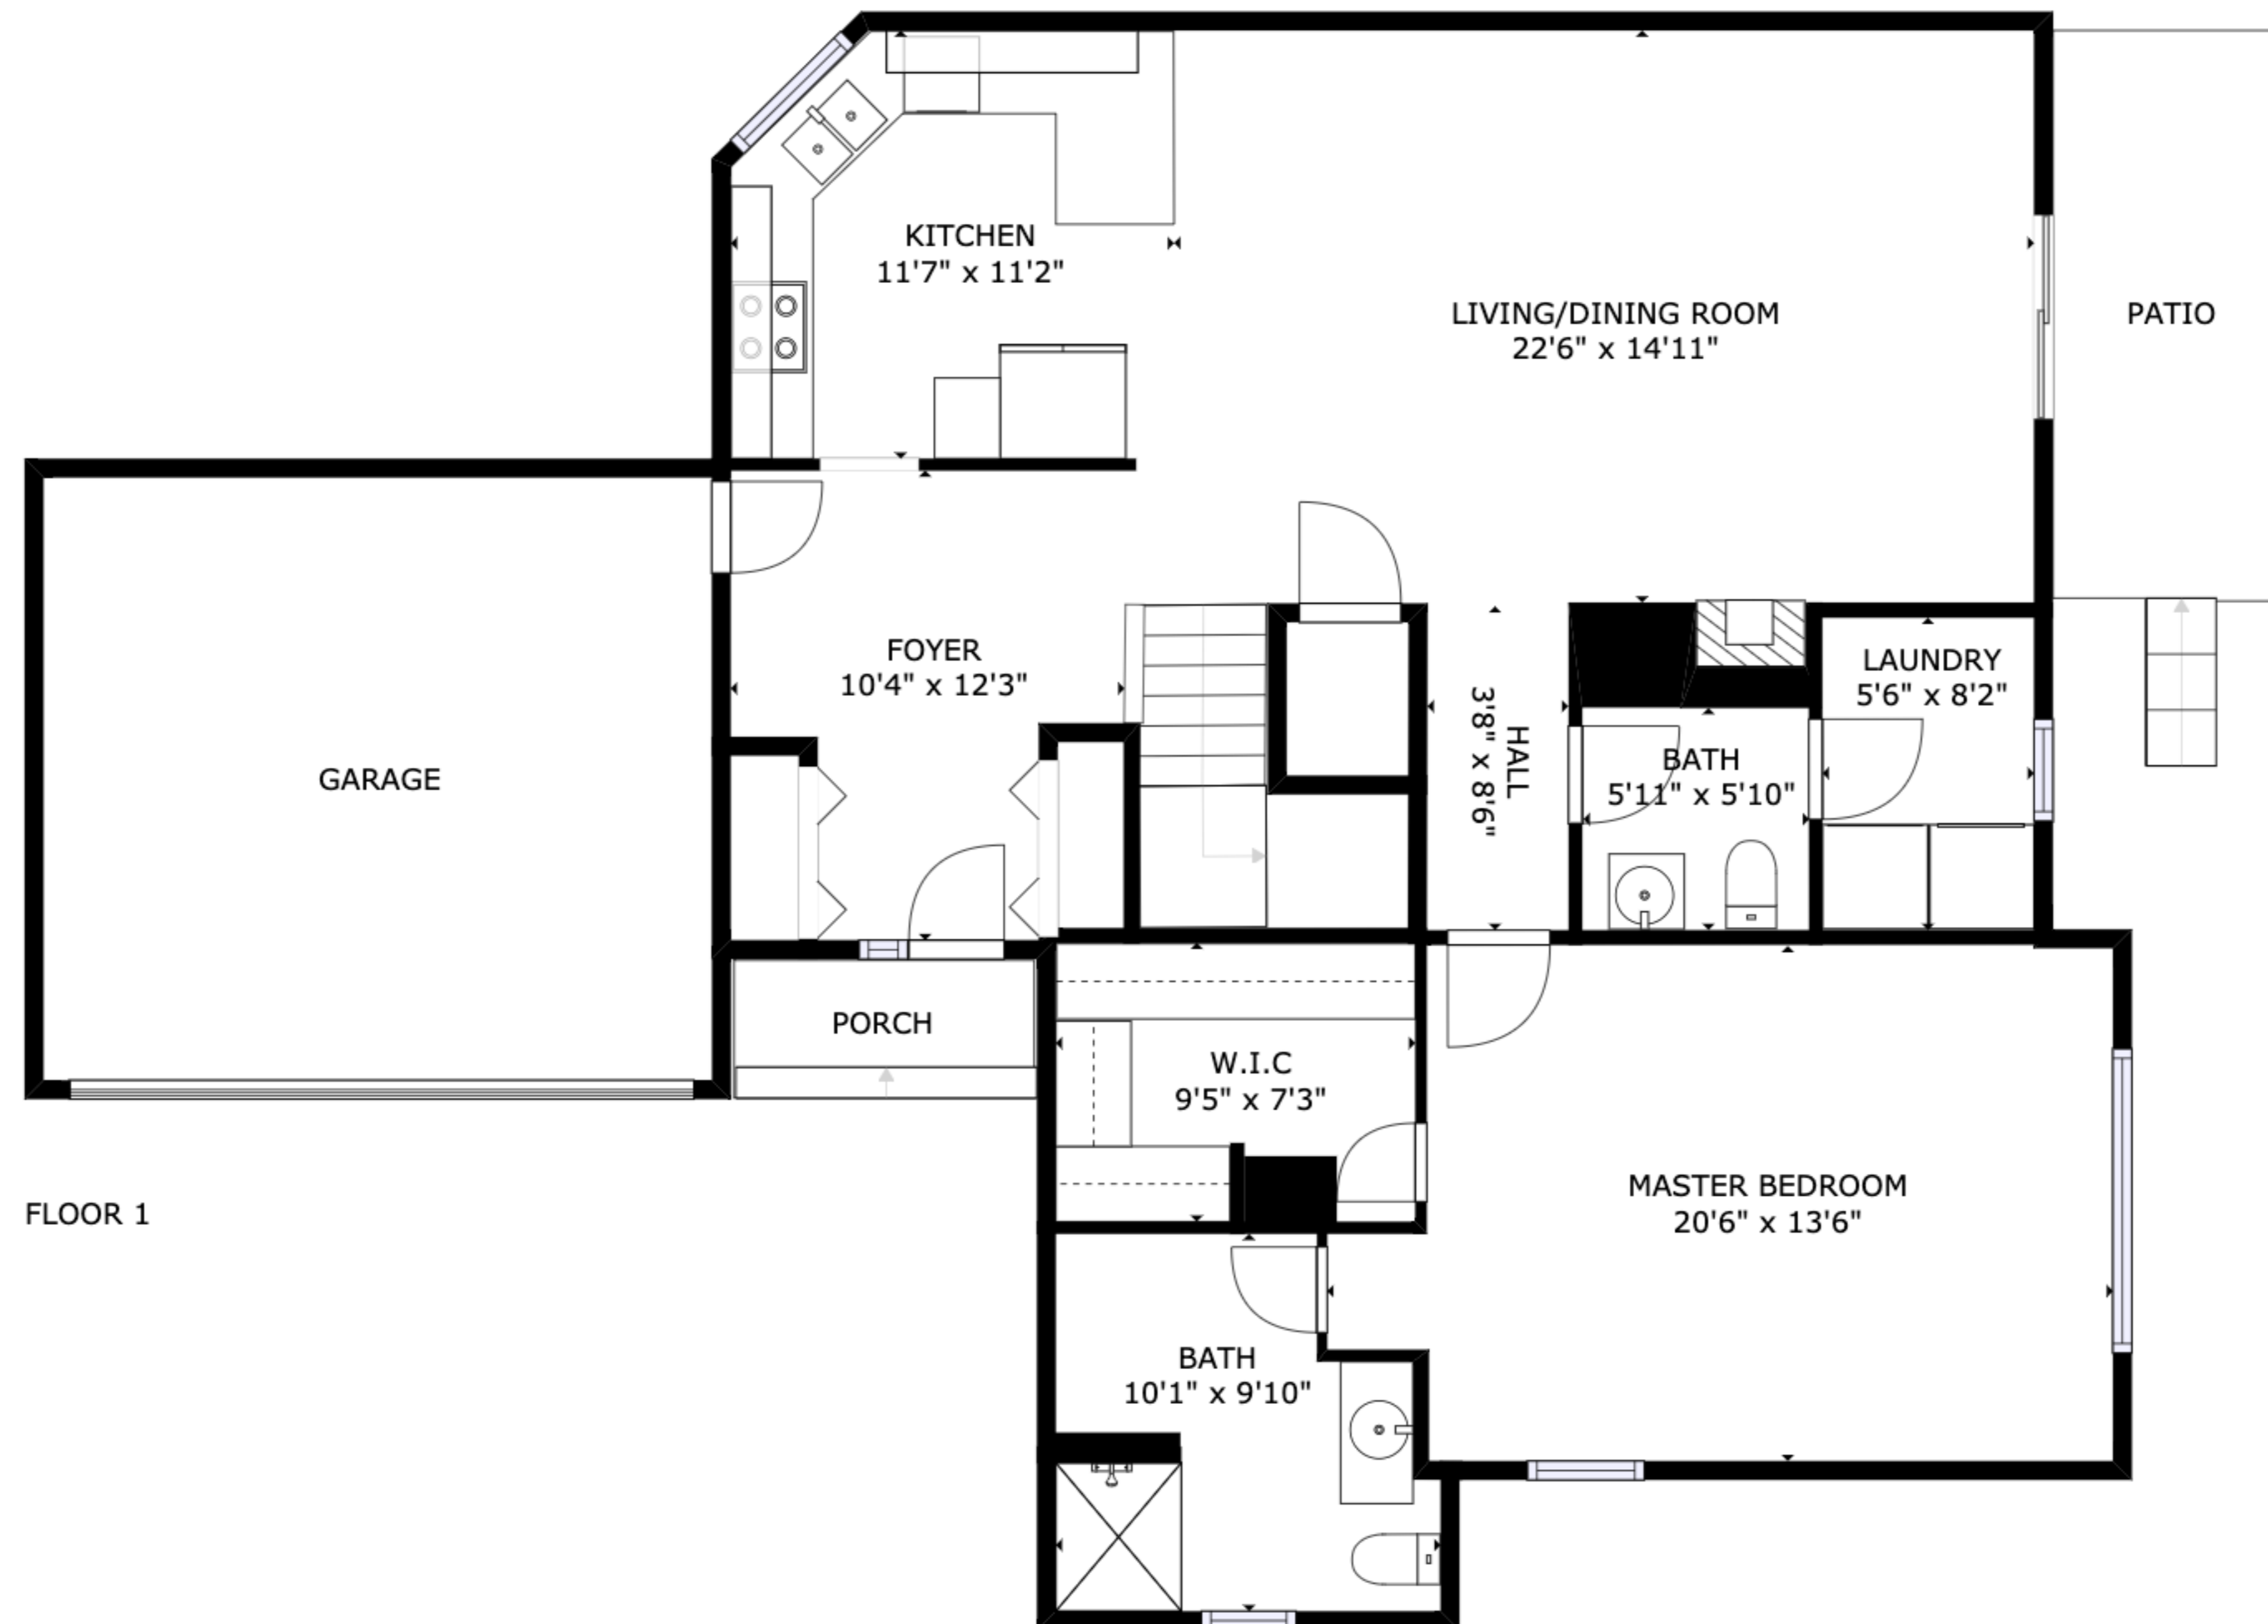 KITCHEN
11'7" x 11'2"
LIVING/DINING ROOM
22'6" x 14'11"
PATIO
FOYER
10'4" x 12'3"
HALL
3'8" x 8'6"
LAUNDRY
5'6" x 8'2"
BATH
5'11" x 5'10"
GARAGE
PORCH
W.I.C
9'5" x 7'3"
MASTER BEDROOM
20'6" x 13'6"
FLOOR 1
BATH
10'1" x 9'10"